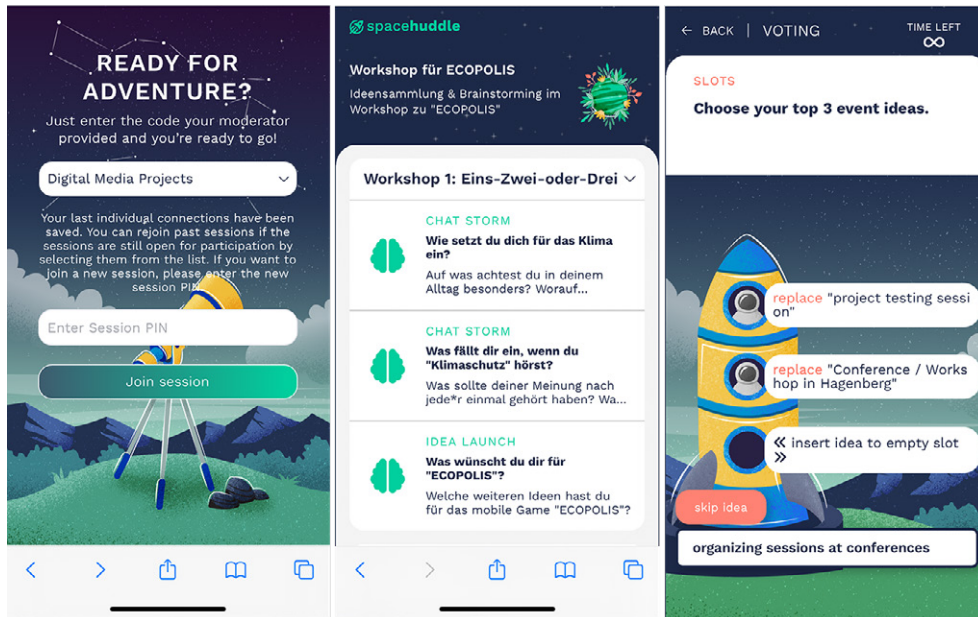 READY FOR
ADVENTURE?
Just enter the code your moderator
provided and you're ready to go!
Digital Media Projects
Your last individual connections have been
saved. You can rejoin past sessions if the
sessions are still open for participation by
selecting them from the list. If you want to
join a new session, please enter the new
session PIN.
Enter Session PIN
Join session
spacehuddle
Workshop für ECOPOLIS
Ideensammlung & Brainstorming im
Workshop zu "ECOPOLIS"
Workshop 1: Eins-Zwei-oder-Drei
CHAT STORM
Wie setzt du dich für das Klima
ein?
Auf was achtest du in deinem
Alltag besonders? Worauf...
CHAT STORM
Was fällt dir ein, wenn du
"Klimaschutz" hörst?
Was sollte deiner Meinung nach
jede*r einmal gehört haben? Wa...
IDEA LAUNCH
Was wünscht du dir für
"ECOPOLIS"?
Welche weiteren Ideen hast du
für das mobile Game "ECOPOLIS"?
← BACK | VOTING
TIME LEFT
∞
SLOTS
Choose your top 3 event ideas.
replace "project testing sessi
on"
replace "Conference / Works
hop in Hagenberg"
« insert idea to empty slot
»
skip idea
organizing sessions at conferences